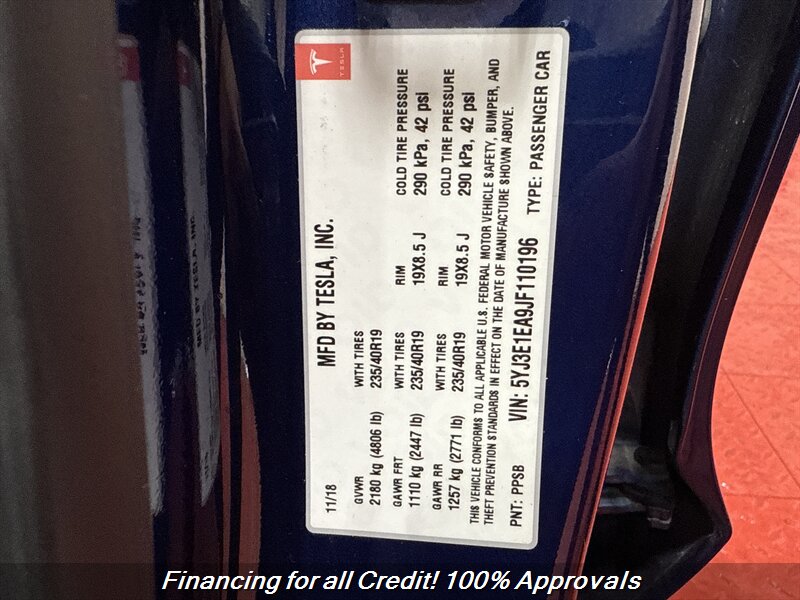 TESLA
MFD BY TESLA, INC.
11/18
GVWR WITH TIRES
2180 kg (4806 lb) 235/40R19
GAWR FRT WITH TIRES RIM COLD TIRE PRESSURE
1110 kg (2447 lb) 235/40R19 19X8.5 J 290 kPa, 42 psi
GAWR RR WITH TIRES RIM COLD TIRE PRESSURE
1257 kg (2771 lb) 235/40R19 19X8.5 J 290 kPa, 42 psi
THIS VEHICLE CONFORMS TO ALL APPLICABLE U.S. FEDERAL MOTOR VEHICLE SAFETY, BUMPER, AND
THEFT PREVENTION STANDARDS IN EFFECT ON THE DATE OF MANUFACTURE SHOWN ABOVE.
PNT: PPSB VIN: 5YJ3E1EA9JF110196 TYPE: PASSENGER CAR
Financing for all Credit! 100% Approvals